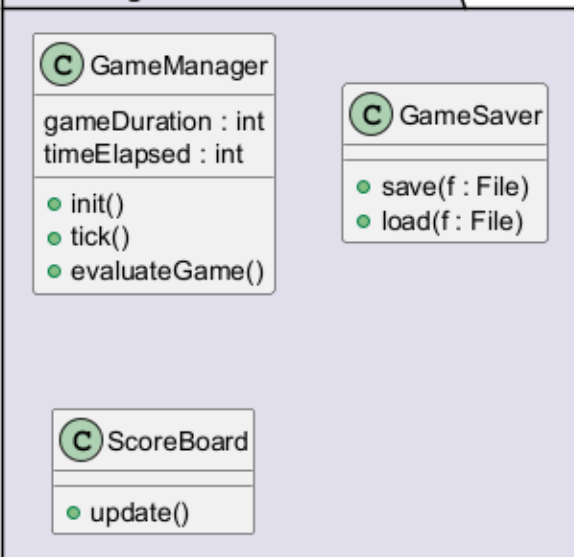 C GameManager
gameDuration : int
timeElapsed : int
init()
tick()
evaluateGame()
C GameSaver
save(f : File)
load(f : File)
C ScoreBoard
update()